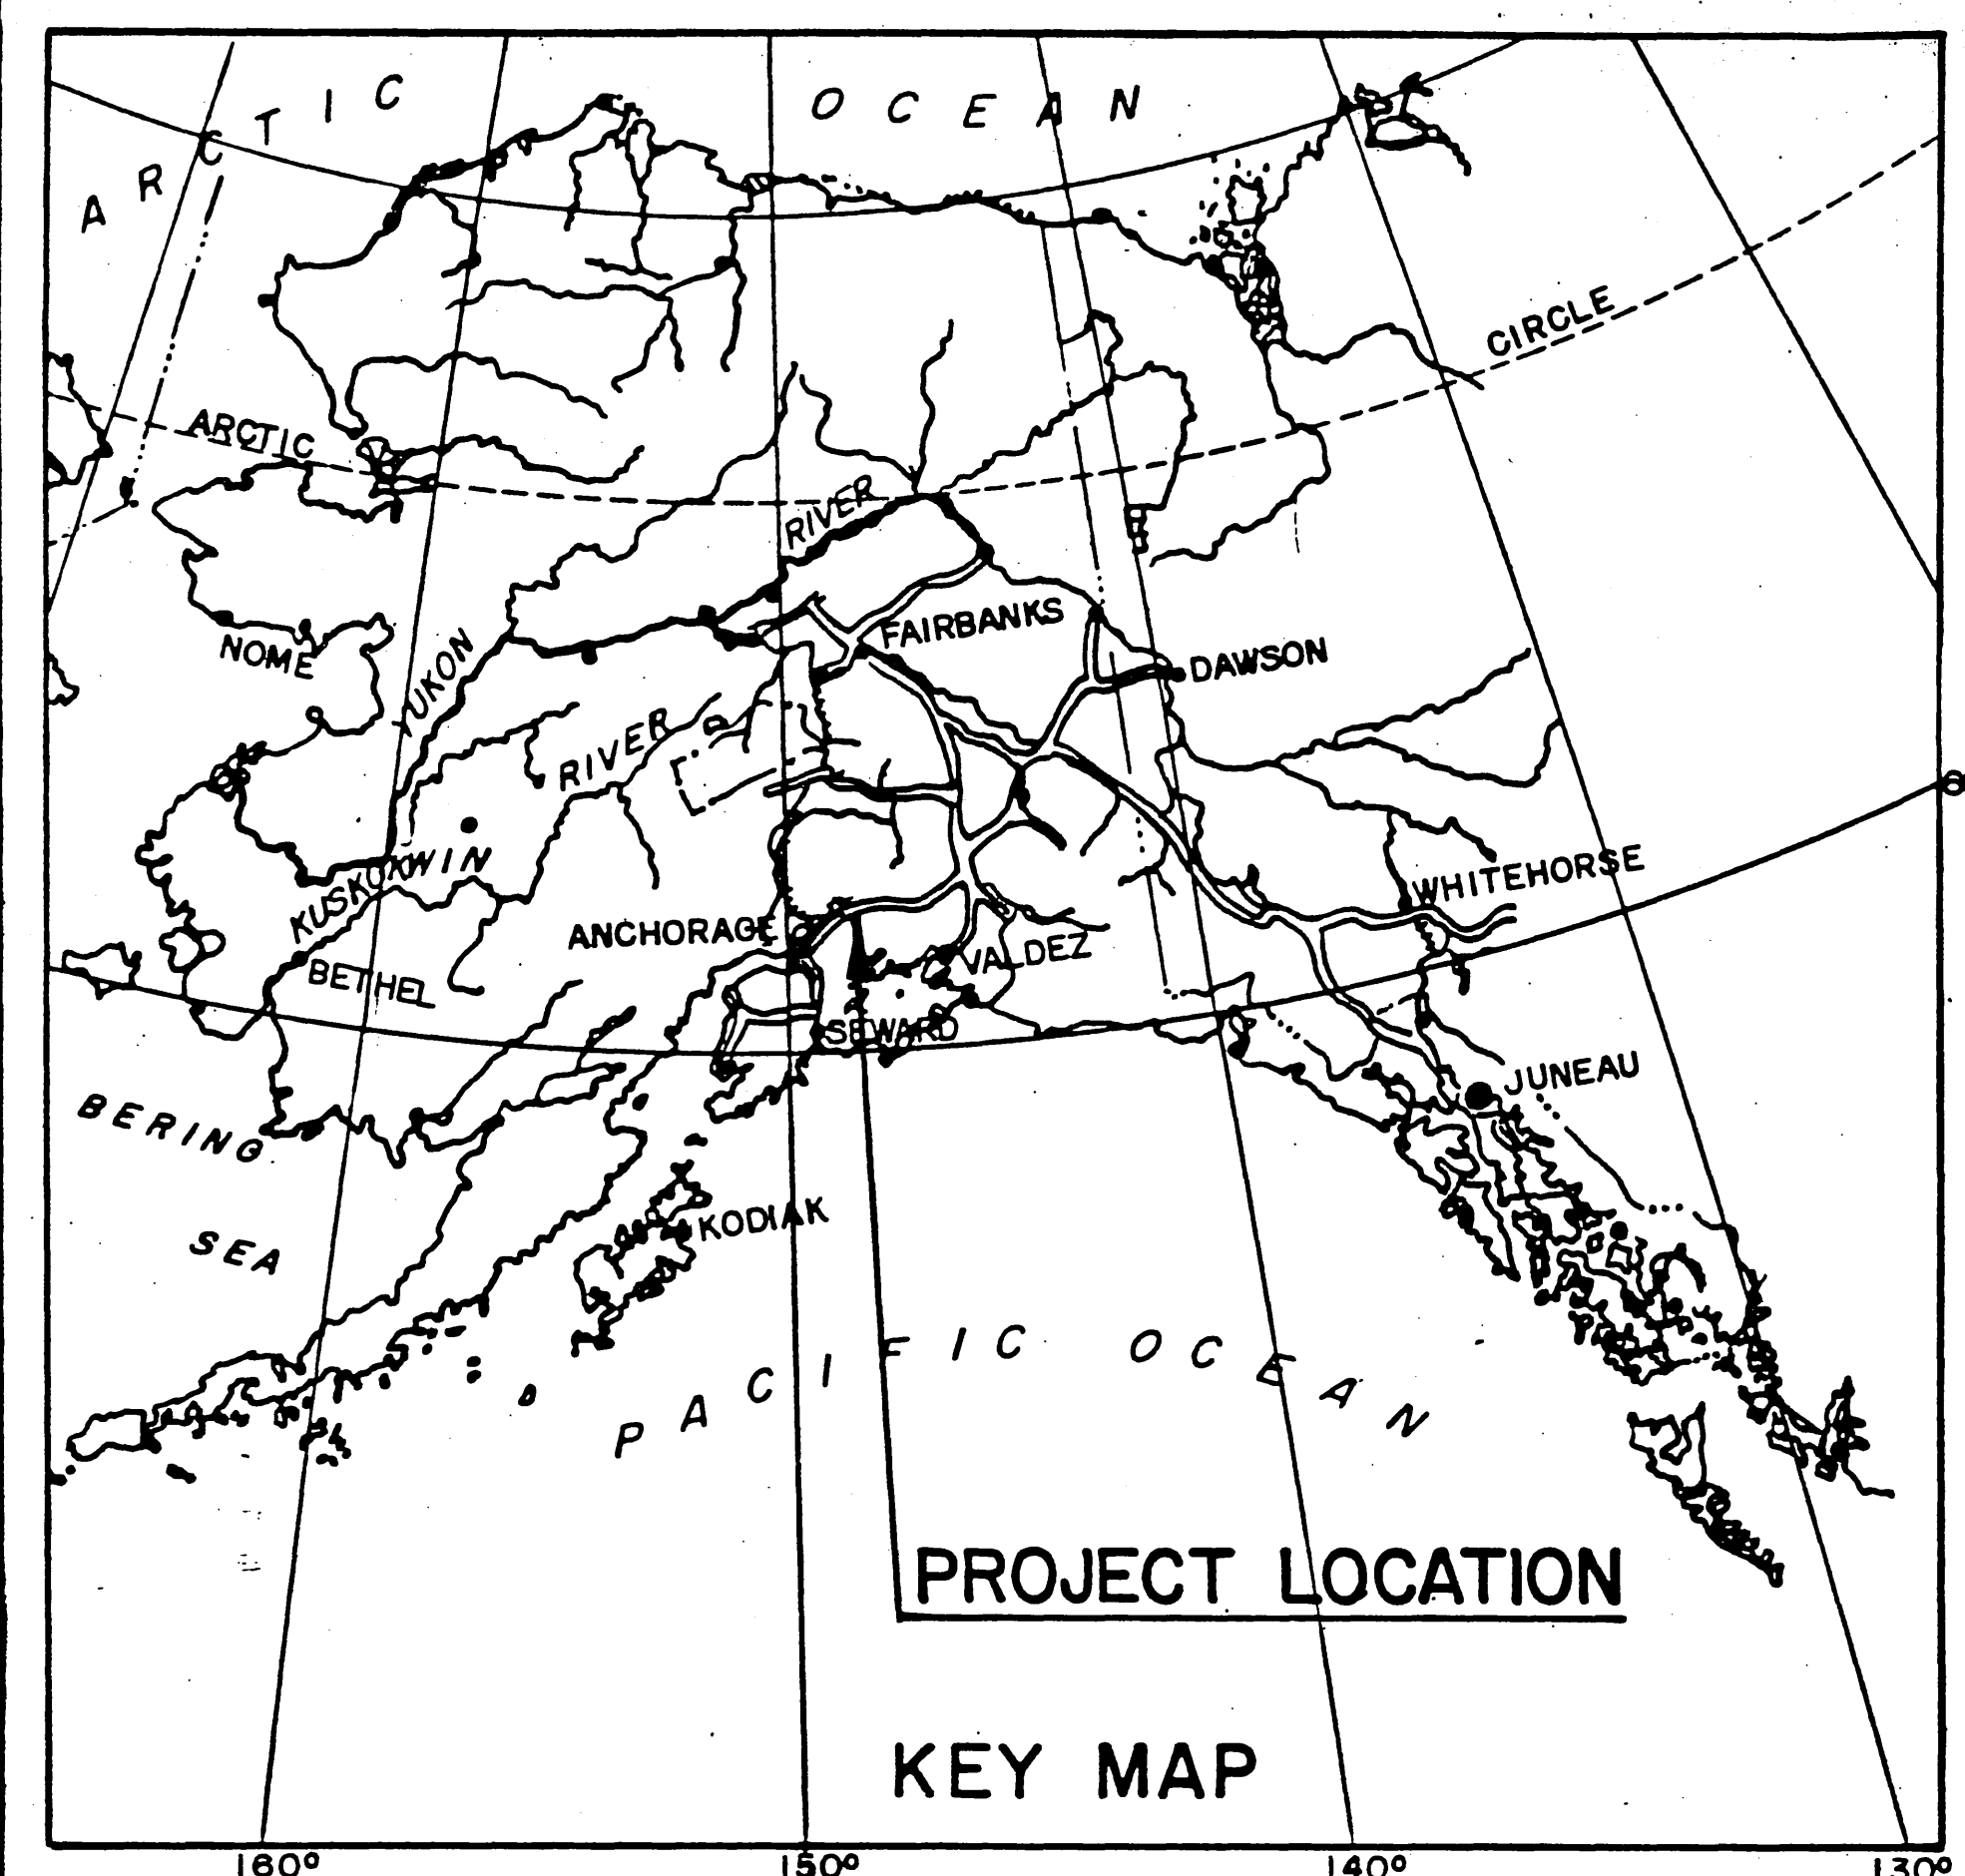 ARCTIC OCEAN
CIRCLE
ARCTIC
RIVER
FAIRBANKS
NOME
YUKON
DAWSON
RIVER
KUSKOKWIN
WHITEHORSE
ANCHORAGE
VALDEZ
BETHEL
SEWARD
JUNEAU
BERING
SEA
KODIAK
PACIFIC OCEAN
PROJECT LOCATION
KEY MAP
160° 150° 140° 130°